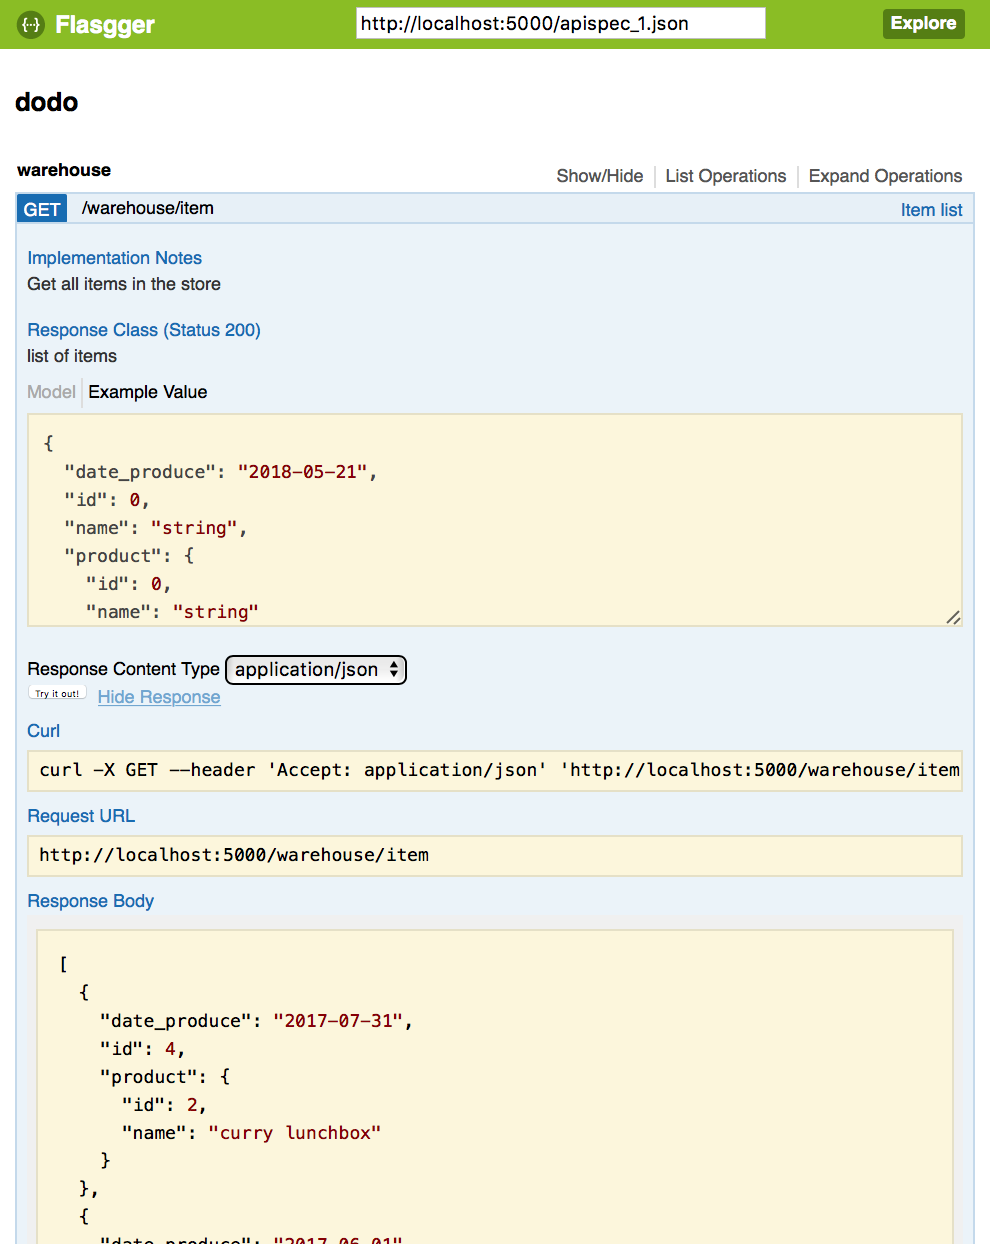 {···} Flasgger http://localhost:5000/apispec_1.json Explore
dodo
warehouse Show/Hide List Operations Expand Operations
GET /warehouse/item Item list
Implementation Notes
Get all items in the store
Response Class (Status 200)
list of items
Model Example Value
{
"date_produce": "2018-05-21",
"id": 0,
"name": "string",
"product": {
"id": 0,
"name": "string"
Response Content Type application/json
Try it out! Hide Response
Curl
curl -X GET --header 'Accept: application/json' 'http://localhost:5000/warehouse/item
Request URL
http://localhost:5000/warehouse/item
Response Body
[
{
"date_produce": "2017-07-31",
"id": 4,
"product": {
"id": 2,
"name": "curry lunchbox"
}
},
{
"date_produce": "2017-06-01"